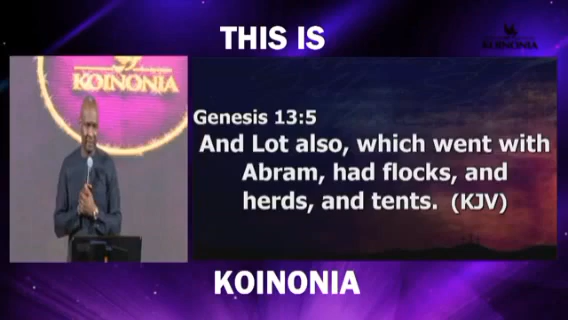 THIS IS
KOINONIA
KOINONIA
Genesis 13:5
And Lot also, which went with
Abram, had flocks, and
herds, and tents. (KJV)
KOINONIA